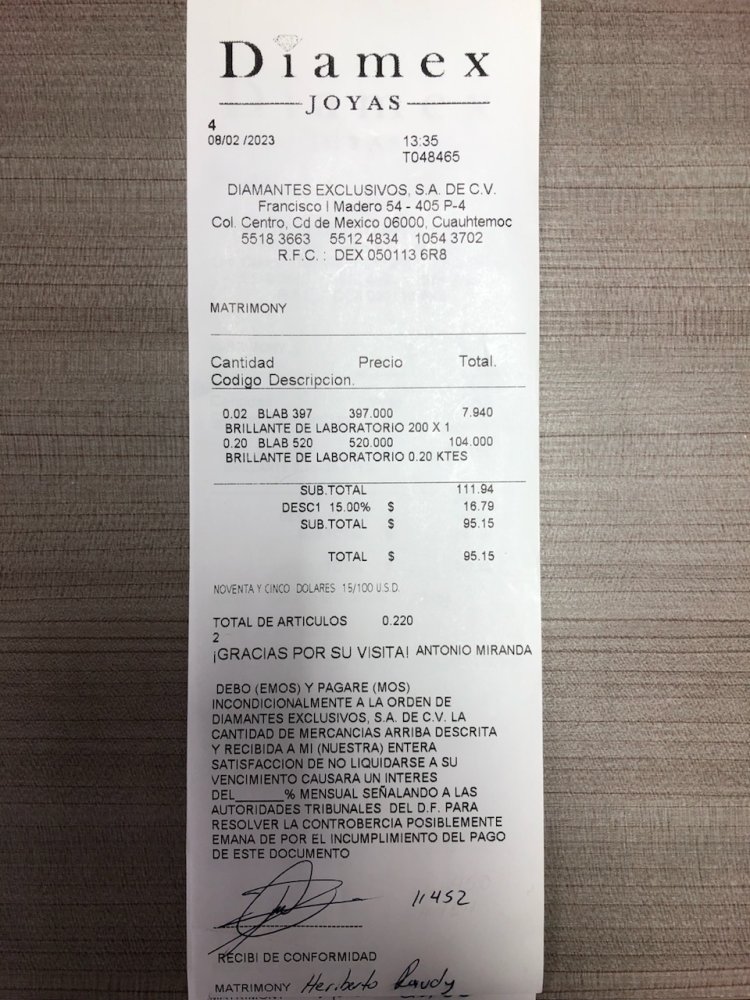 Diamex
JOYAS
4
08/02 /2023 13:35
T048465
DIAMANTES EXCLUSIVOS, S.A. DE C.V.
Francisco I Madero 54 - 405 P-4
Col. Centro, Cd de Mexico 06000, Cuauhtemoc
5518 3663 5512 4834 1054 3702
R.F.C. : DEX 050113 6R8
MATRIMONY
Cantidad Precio Total.
Codigo Descripcion.
0.02 BLAB 397 397.000 7.940
BRILLANTE DE LABORATORIO 200 X 1
0.20 BLAB 520 520.000 104.000
BRILLANTE DE LABORATORIO 0.20 KTES
SUB.TOTAL 111.94
DESC1 15.00% $ 16.79
SUB.TOTAL $ 95.15
TOTAL $ 95.15
NOVENTA Y CINCO DOLARES 15/100 U.S.D.
TOTAL DE ARTICULOS 0.220
2
¡GRACIAS POR SU VISITA! ANTONIO MIRANDA
DEBO (EMOS) Y PAGARE (MOS)
INCONDICIONALMENTE A LA ORDEN DE
DIAMANTES EXCLUSIVOS, S.A. DE C.V. LA
CANTIDAD DE MERCANCIAS ARRIBA DESCRITA
Y RECIBIDA A MI (NUESTRA) ENTERA
SATISFACCION DE NO LIQUIDARSE A SU
VENCIMIENTO CAUSARA UN INTERES
DEL______% MENSUAL SEÑALANDO A LAS
AUTORIDADES TRIBUNALES DEL D.F. PARA
RESOLVER LA CONTROBERCIA POSIBLEMENTE
EMANA DE POR EL INCUMPLIMIENTO DEL PAGO
DE ESTE DOCUMENTO
11452
RECIBI DE CONFORMIDAD
MATRIMONY Heriberto